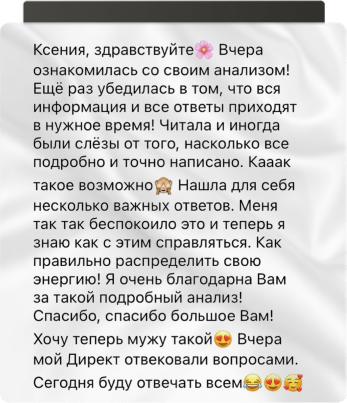 Ксения, здравствуйте🌸 Вчера
ознакомилась со своим анализом!
Ещё раз убедилась в том, что вся
информация и все ответы приходят
в нужное время! Читала и иногда
были слёзы от того, насколько все
подробно и точно написано. Кааак
такое возможно🙈 Нашла для себя
несколько важных ответов. Меня
так так беспокоило это и теперь я
знаю как с этим справляться. Как
правильно распределить свою
энергию! Я очень благодарна Вам
за такой подробный анализ!
Спасибо, спасибо большое Вам!
Хочу теперь мужу такой😍 Вчера
мой Директ отвековали вопросами.
Сегодня буду отвечать всем😂😍🥰